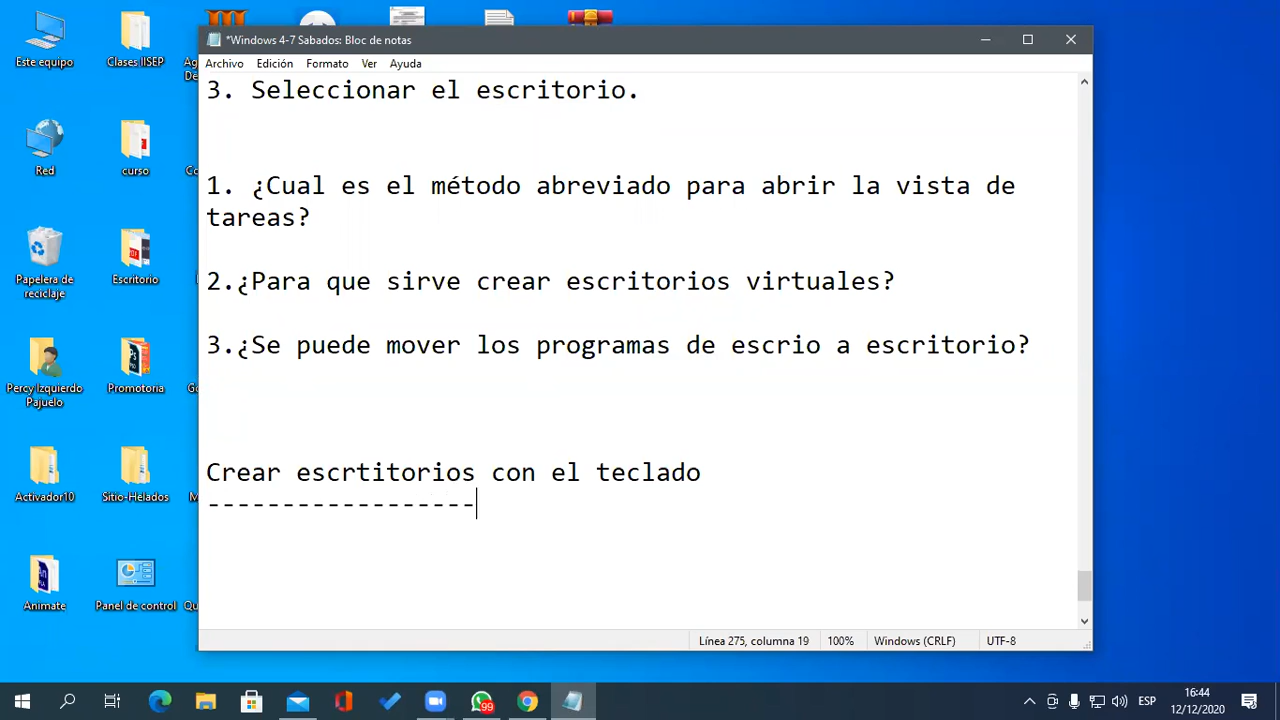 *Windows 4-7 Sabados: Bloc de notas
Archivo Edición Formato Ver Ayuda
3. Seleccionar el escritorio.
1. ¿Cual es el método abreviado para abrir la vista de
tareas?
2.¿Para que sirve crear escritorios virtuales?
3.¿Se puede mover los programas de escrio a escritorio?
Crear escrtitorios con el teclado
------------------
Línea 275, columna 19 100% Windows (CRLF) UTF-8
Este equipo
Clases IISEP
Red
curso
Papelera de
reciclaje
Escritorio
Percy Izquierdo
Pajuelo
Promotoria
Activador10
Sitio-Helados
Animate
Panel de control
99
ESP
16:44
12/12/2020